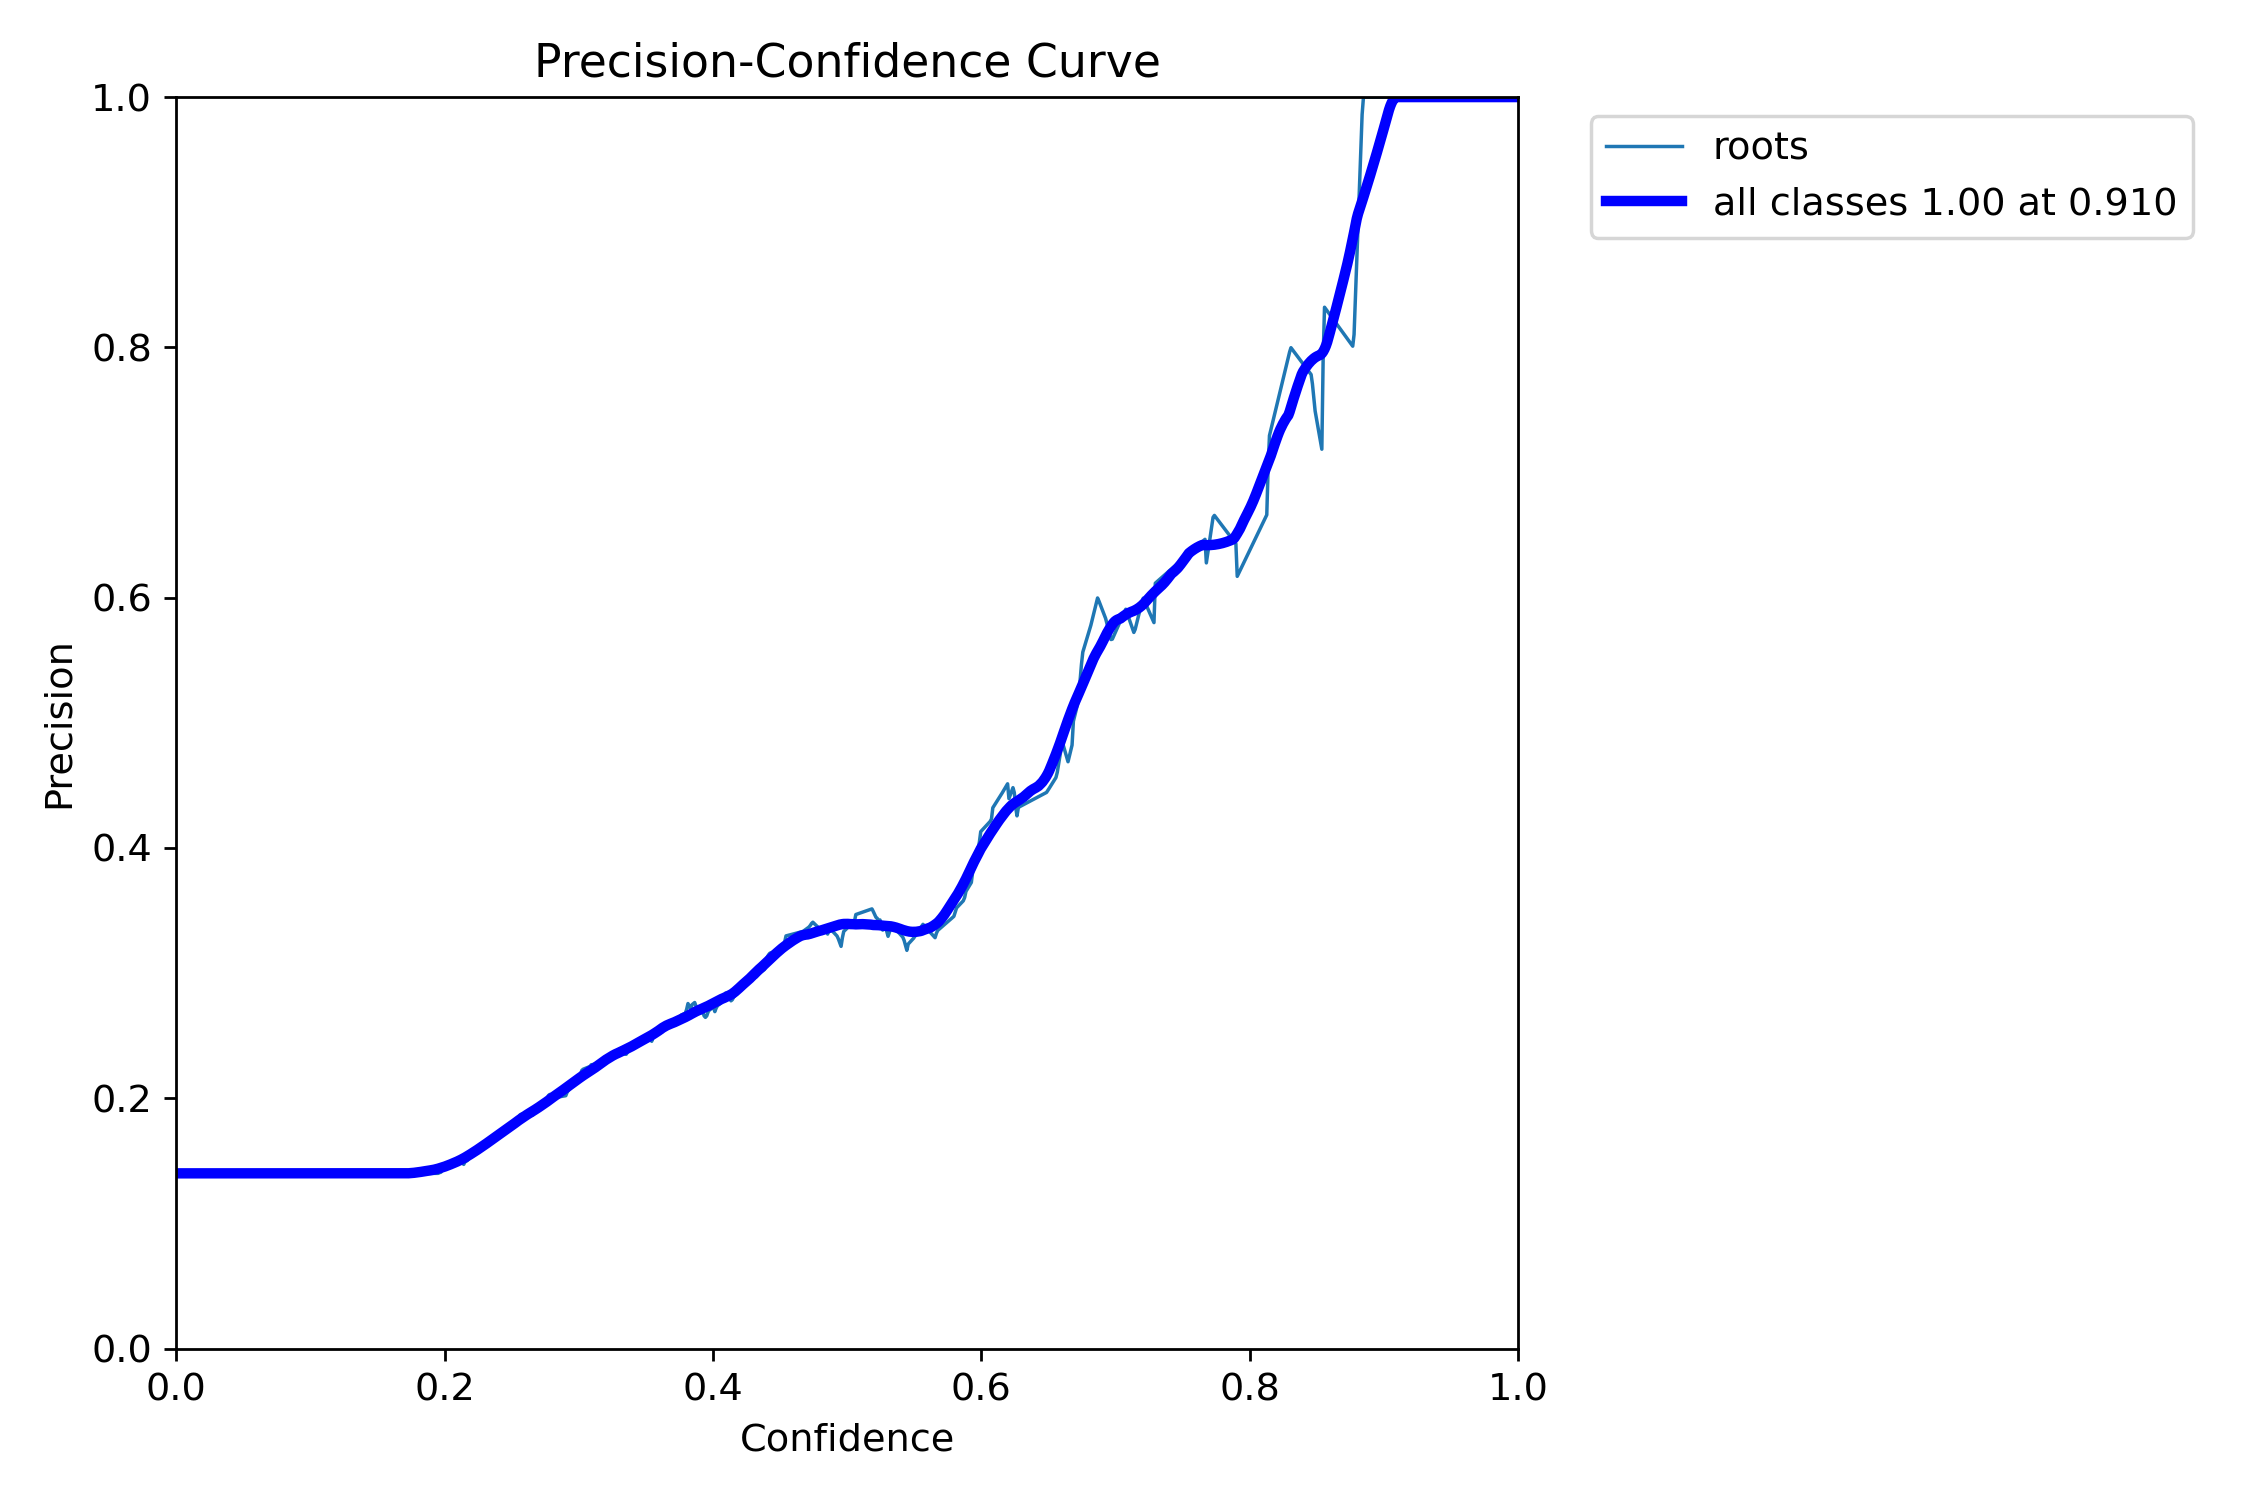 Precision-Confidence Curve
1.0
0.8
0.6
0.4
0.2
0.0
Precision
0.0 0.2 0.4 0.6 0.8 1.0
Confidence
roots
all classes 1.00 at 0.910